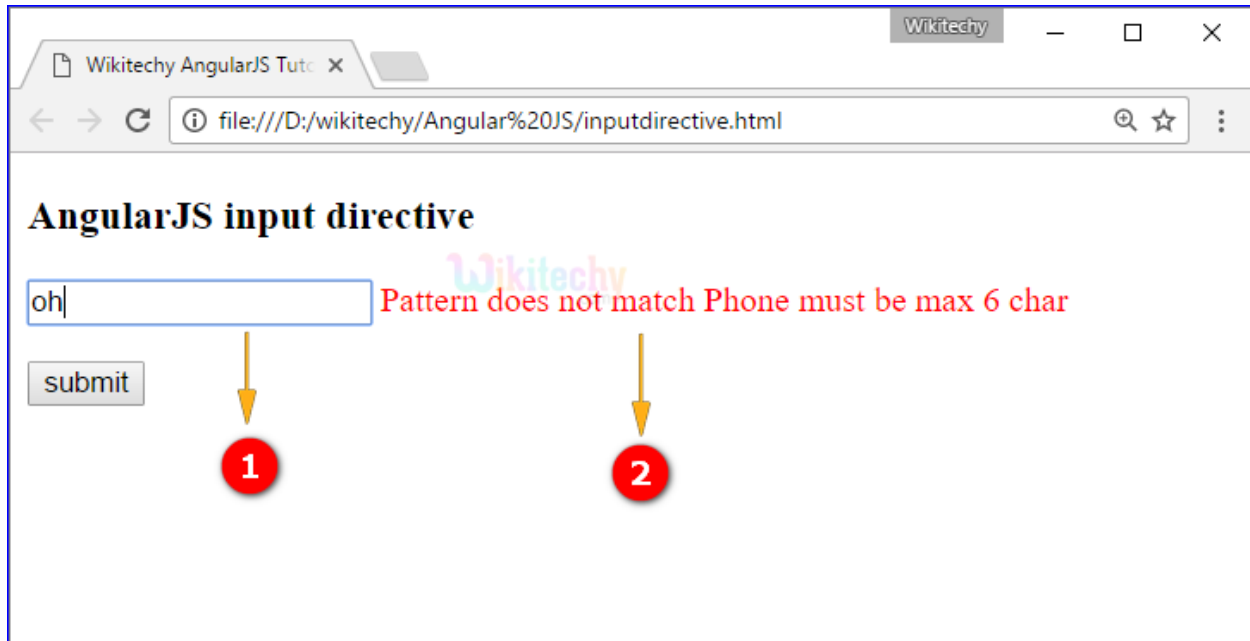 Wikitechy
Wikitechy AngularJS Tuto
file:///D:/wikitechy/Angular%20JS/inputdirective.html
AngularJS input directive
Wikitechy
oh Pattern does not match Phone must be max 6 char
submit
1 2